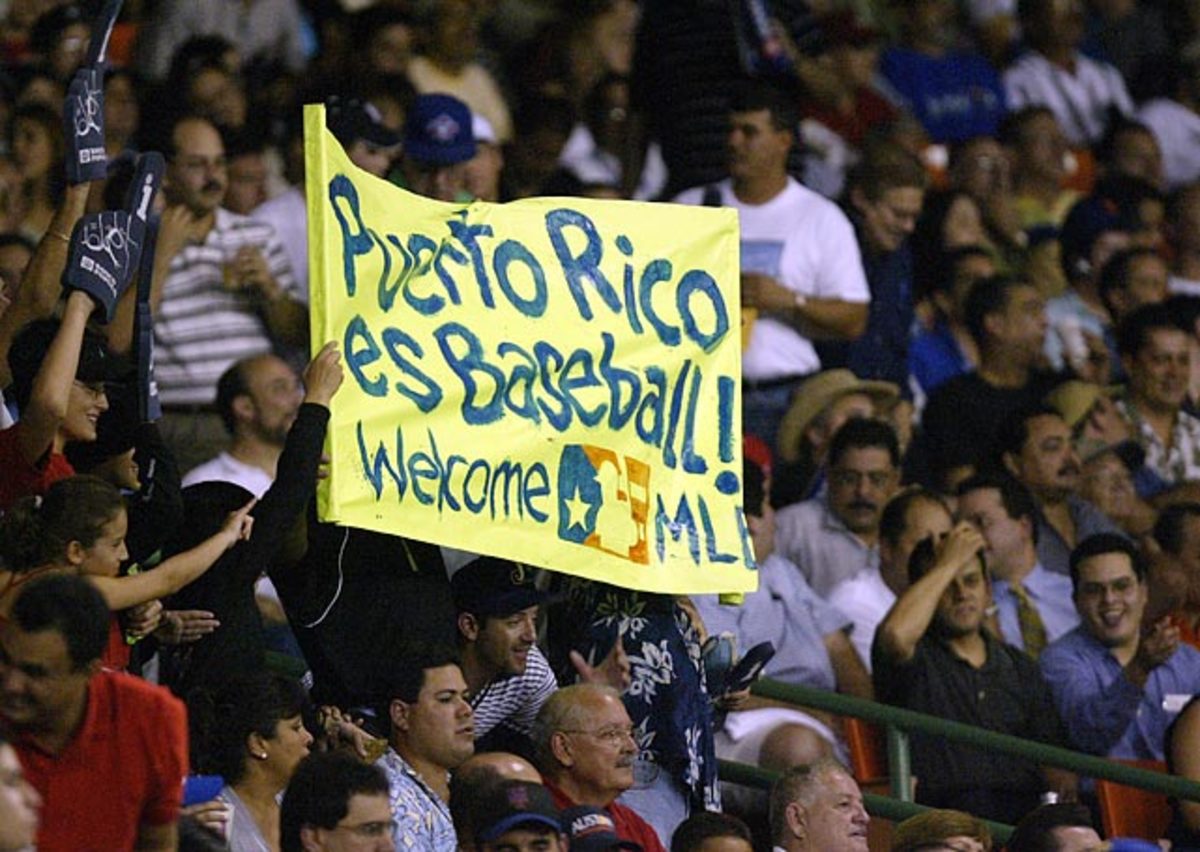 Puerto Rico
es Baseball!
Welcome MLB